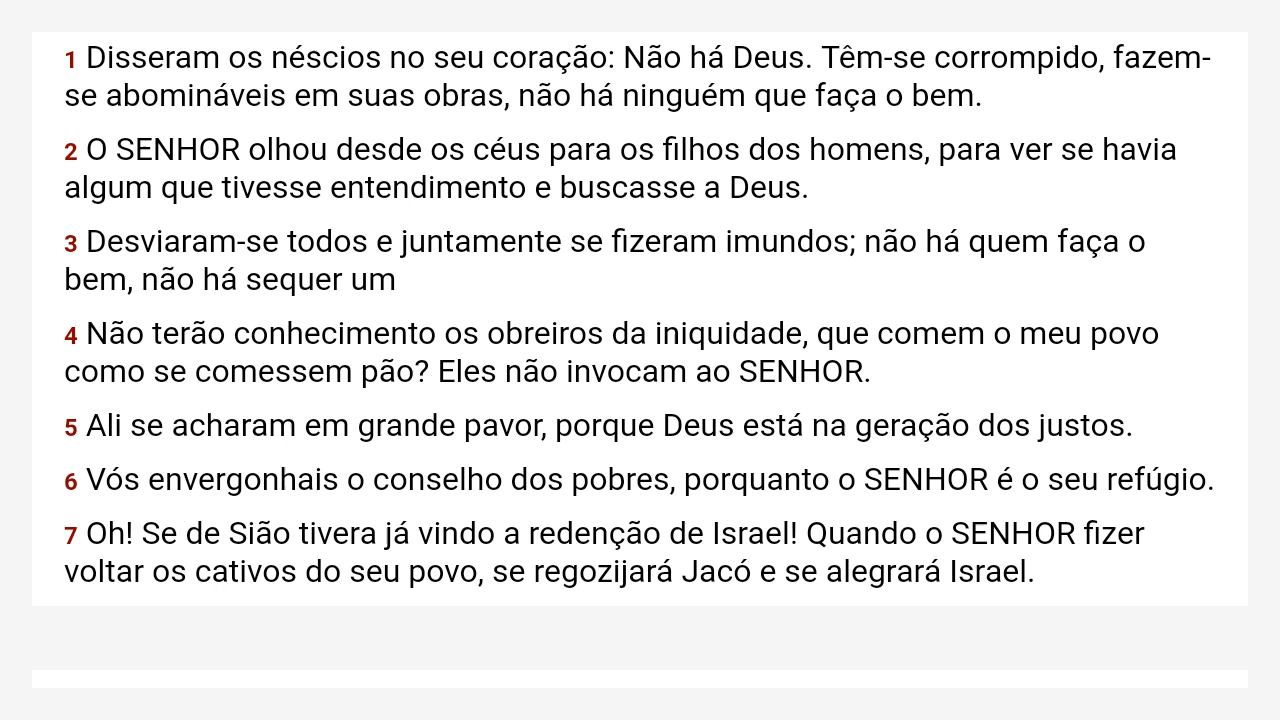 1 Disseram os néscios no seu coração: Não há Deus. Têm-se corrompido, fazem-
se abomináveis em suas obras, não há ninguém que faça o bem.
2 O SENHOR olhou desde os céus para os filhos dos homens, para ver se havia
algum que tivesse entendimento e buscasse a Deus.
3 Desviaram-se todos e juntamente se fizeram imundos; não há quem faça o
bem, não há sequer um
4 Não terão conhecimento os obreiros da iniquidade, que comem o meu povo
como se comessem pão? Eles não invocam ao SENHOR.
5 Ali se acharam em grande pavor, porque Deus está na geração dos justos.
6 Vós envergonhais o conselho dos pobres, porquanto o SENHOR é o seu refúgio.
7 Oh! Se de Sião tivera já vindo a redenção de Israel! Quando o SENHOR fizer
voltar os cativos do seu povo, se regozijará Jacó e se alegrará Israel.